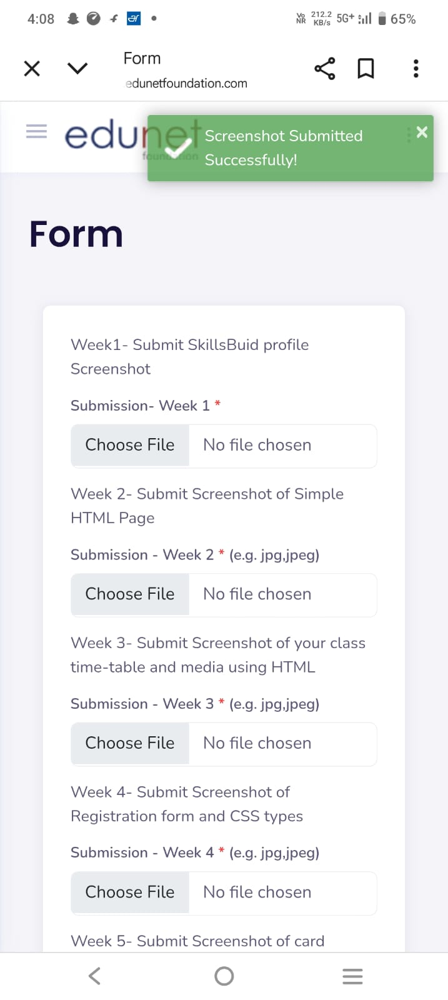 4:08
Vo NR 212.2 KB/s 5G+ 65%
Form
edunetfoundation.com
edunet
foundation
Screenshot Submitted
Successfully!
Form
Week1- Submit SkillsBuid profile
Screenshot
Submission- Week 1 *
Choose File No file chosen
Week 2- Submit Screenshot of Simple
HTML Page
Submission - Week 2 * (e.g. jpg,jpeg)
Choose File No file chosen
Week 3- Submit Screenshot of your class
time-table and media using HTML
Submission - Week 3 * (e.g. jpg,jpeg)
Choose File No file chosen
Week 4- Submit Screenshot of
Registration form and CSS types
Submission - Week 4 * (e.g. jpg,jpeg)
Choose File No file chosen
Week 5- Submit Screenshot of card